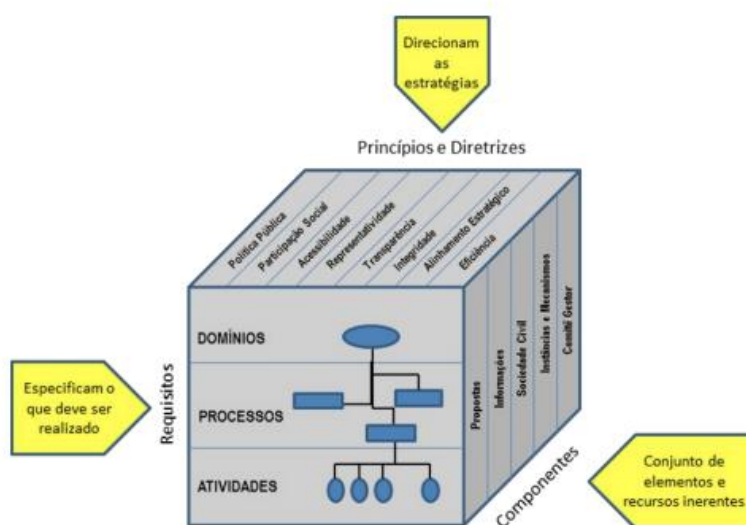 Direcionam
as
estratégias
Princípios e Diretrizes
Política Pública
Participação Social
Acessibilidade
Representatividade
Transparência
Integridade
Alinhamento Estratégico
Eficiência
DOMÍNIOS
PROCESSOS
ATIVIDADES
Requisítos
Especificam o
que deve ser
realizado
Propostas
Informações
Sociedade Civil
Instâncias e Mecanismos
Comitê Gestor
Componentes
Conjunto de
elementos e
recursos inerentes